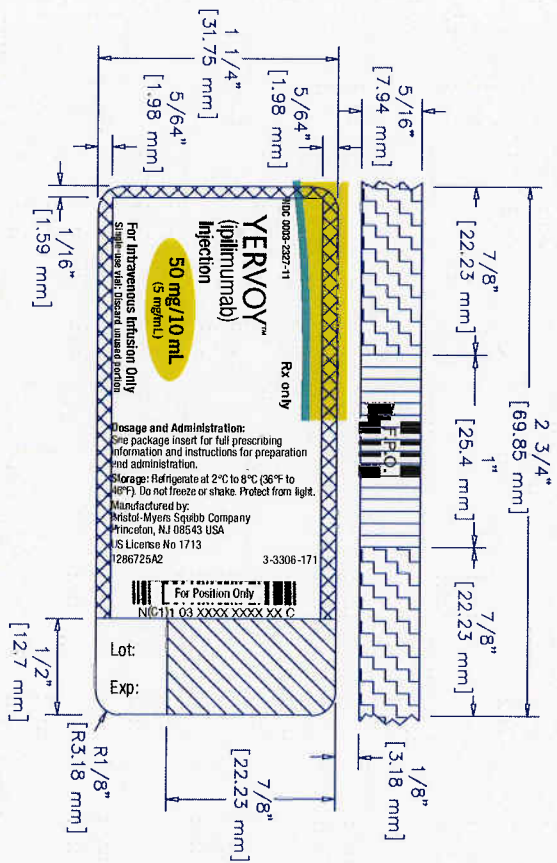 2 3/4"
[69.85 mm]
7/8"
[22.23 mm]
1"
[25.4 mm]
7/8"
[22.23 mm]
5/16"
[7.94 mm]
F.P.O.
1/8"
[3.18 mm]
1 1/4"
[31.75 mm]
5/64"
[1.98 mm]
5/64"
[1.98 mm]
1/16"
[1.59 mm]
NDC 0003-2327-11
Rx only
YERVOY™
(ipilimumab)
Injection
50 mg/10 mL
(5 mg/mL)
For Intravenous Infusion Only
Single-use vial; Discard unused portion
Dosage and Administration:
See package insert for full prescribing
information and instructions for preparation
and administration.
Storage: Refrigerate at 2°C to 8°C (36°F to
46°F). Do not freeze or shake. Protect from light.
Manufactured by:
Bristol-Myers Squibb Company
Princeton, NJ 08543 USA
US License No 1713
1286725A2
3-3306-171
For Position Only
N(C1)1 03 XXXX XXXX XX C
Lot:
Exp:
1/2"
[12.7 mm]
R1/8"
[R3.18 mm]
7/8"
[22.23 mm]